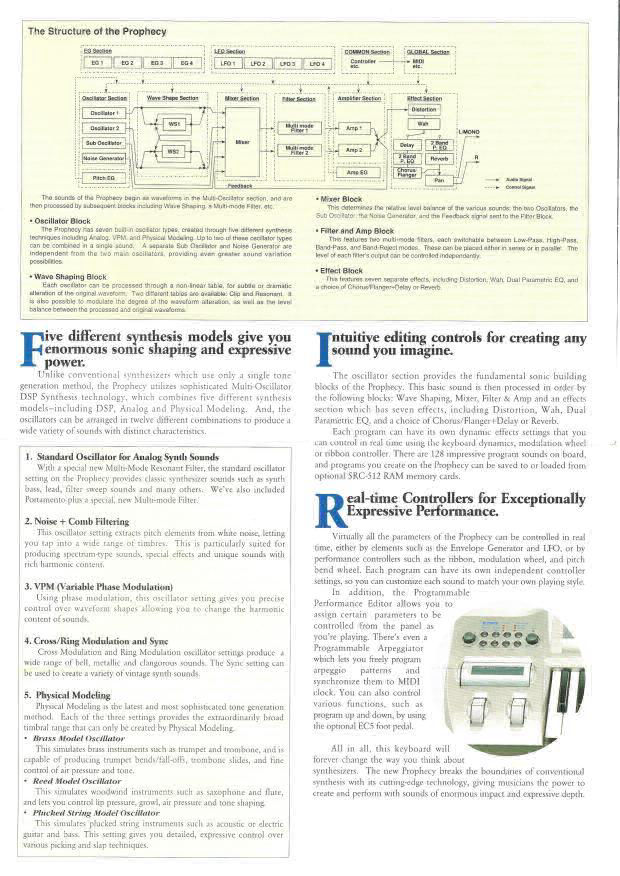 The Structure of the Prophecy
EG Section
EG 1
EG 2
EG 3
EG 4
LFO Section
LFO 1
LFO 2
LFO 3
LFO 4
COMMON Section
Controller
etc.
GLOBAL Section
MIDI
etc.
Oscillator Section
Oscillator 1
Oscillator 2
Sub Oscillator
Noise Generator
Pitch EG
Wave Shape Section
WS1
WS2
Mixer Section
Mixer
Feedback
Filter Section
Multi mode
Filter 1
Multi mode
Filter 2
Amplifier Section
Amp 1
Amp 2
Amp EG
Effect Section
Distortion
Wah
Delay
2 Band
P. EQ
2 Band
P. EQ
Reverb
Chorus/
Flanger
Pan
L/MONO
R
Audio Signal
Control Signal
The sounds of the Prophecy begin as waveforms in the Multi-Oscillator section, and are
then processed by subsequent blocks including Wave Shaping, a Multi-mode Filter, etc.
• Oscillator Block
The Prophecy has seven built-in oscillator types, created through five different synthesis
techniques including Analog, VPM, and Physical Modeling. Up to two of these oscillator types
can be combined in a single sound. A separate Sub Oscillator and Noise Generator are
independent from the two main oscillators, providing even greater sound variation
possibilities.
• Wave Shaping Block
Each oscillator can be processed through a non-linear table, for subtle or dramatic
alteration of the original waveform. Two different tables are available: Clip and Resonant. It
is also possible to modulate the degree of the waveform alteration, as well as the level
balance between the processed and original waveforms.
• Mixer Block
This determines the relative level balance of the various sounds: the two Oscillators, the
Sub Oscillator, the Noise Generator, and the Feedback signal sent to the Filter Block.
• Filter and Amp Block
This features two multi-mode filters, each switchable between Low-Pass, High-Pass,
Band-Pass, and Band-Reject modes. These can be placed either in series or in parallel. The
level of each filter's output can be controlled independently.
• Effect Block
This features seven separate effects, including Distortion, Wah, Dual Parametric EQ, and
a choice of Chorus/Flanger+Delay or Reverb.
Five different synthesis models give you
enormous sonic shaping and expressive
power.
Unlike conventional synthesizers which use only a single tone
generation method, the Prophecy utilizes sophisticated Multi-Oscillator
DSP Synthesis technology, which combines five different synthesis
models–including DSP, Analog and Physical Modeling. And, the
oscillators can be arranged in twelve different combinations to produce a
wide variety of sounds with distinct characteristics.
1. Standard Oscillator for Analog Synth Sounds
With a special new Multi-Mode Resonant Filter, the standard oscillator
setting on the Prophecy provides classic synthesizer sounds such as synth
bass, lead, filter sweep sounds and many others. We've also included
Portamento plus a special, new Multi-mode Filter.
2. Noise + Comb Filtering
This oscillator setting extracts pitch elements from white noise, letting
you tap into a wide range of timbres. This is particularly suited for
producing spectrum-type sounds, special effects and unique sounds with
rich harmonic content.
3. VPM (Variable Phase Modulation)
Using phase modulation, this oscillator setting gives you precise
control over waveform shapes allowing you to change the harmonic
content of sounds.
4. Cross/Ring Modulation and Sync
Cross Modulation and Ring Modulation oscillator settings produce a
wide range of bell, metallic and clangorous sounds. The Sync setting can
be used to create a variety of vintage synth sounds.
5. Physical Modeling
Physical Modeling is the latest and most sophisticated tone generation
method. Each of the three settings provides the extraordinarily broad
timbral range that can only be created by Physical Modeling.
• Brass Model Oscillator
This simulates brass instruments such as trumpet and trombone, and is
capable of producing trumpet bends/fall-offs, trombone slides, and fine
control of air pressure and tone.
• Reed Model Oscillator
This simulates woodwind instruments such as saxophone and flute,
and lets you control lip pressure, growl, air pressure and tone shaping.
• Plucked String Model Oscillator
This simulates plucked string instruments such as acoustic or electric
guitar and bass. This setting gives you detailed, expressive control over
various picking and slap techniques.
Intuitive editing controls for creating any
sound you imagine.
The oscillator section provides the fundamental sonic building
blocks of the Prophecy. This basic sound is then processed in order by
the following blocks: Wave Shaping, Mixer, Filter & Amp and an effects
section which has seven effects, including Distortion, Wah, Dual
Parametric EQ, and a choice of Chorus/Flanger+Delay or Reverb.
Each program can have its own dynamic effects settings that you
can control in real time using the keyboard dynamics, modulation wheel
or ribbon controller. There are 128 impressive program sounds on board,
and programs you create on the Prophecy can be saved to or loaded from
optional SRC-512 RAM memory cards.
Real-time Controllers for Exceptionally
Expressive Performance.
Virtually all the parameters of the Prophecy can be controlled in real
time, either by elements such as the Envelope Generator and LFO, or by
performance controllers such as the ribbon, modulation wheel, and pitch
bend wheel. Each program can have its own independent controller
settings, so you can customize each sound to match your own playing style.
In addition, the Programmable
Performance Editor allows you to
assign certain parameters to be
controlled from the panel as
you're playing. There's even a
Programmable Arpeggiator
which lets you freely program
arpeggio patterns and
synchronize them to MIDI
clock. You can also control
various functions, such as
program up and down, by using
the optional EC5 foot pedal.
All in all, this keyboard will
forever change the way you think about
synthesizers. The new Prophecy breaks the boundaries of conventional
synthesis with its cutting-edge technology, giving musicians the power to
create and perform with sounds of enormous impact and expressive depth.